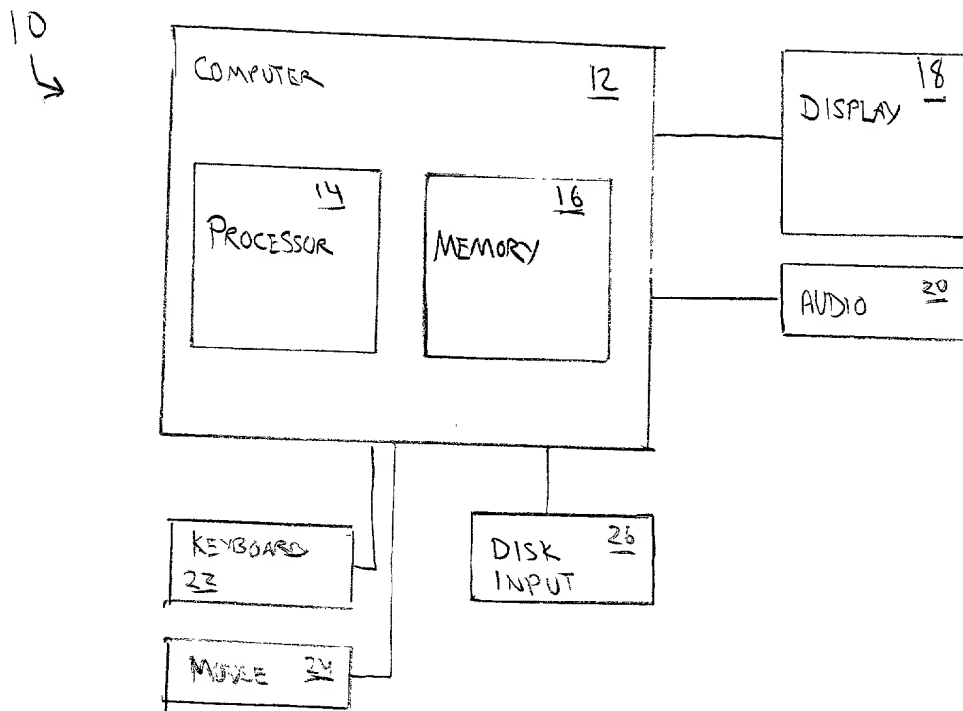 10
COMPUTER 12
18
DISPLAY
14
PROCESSOR
16
MEMORY
AUDIO 20
KEYBOARD
22
DISK 26
INPUT
MOUSE 24